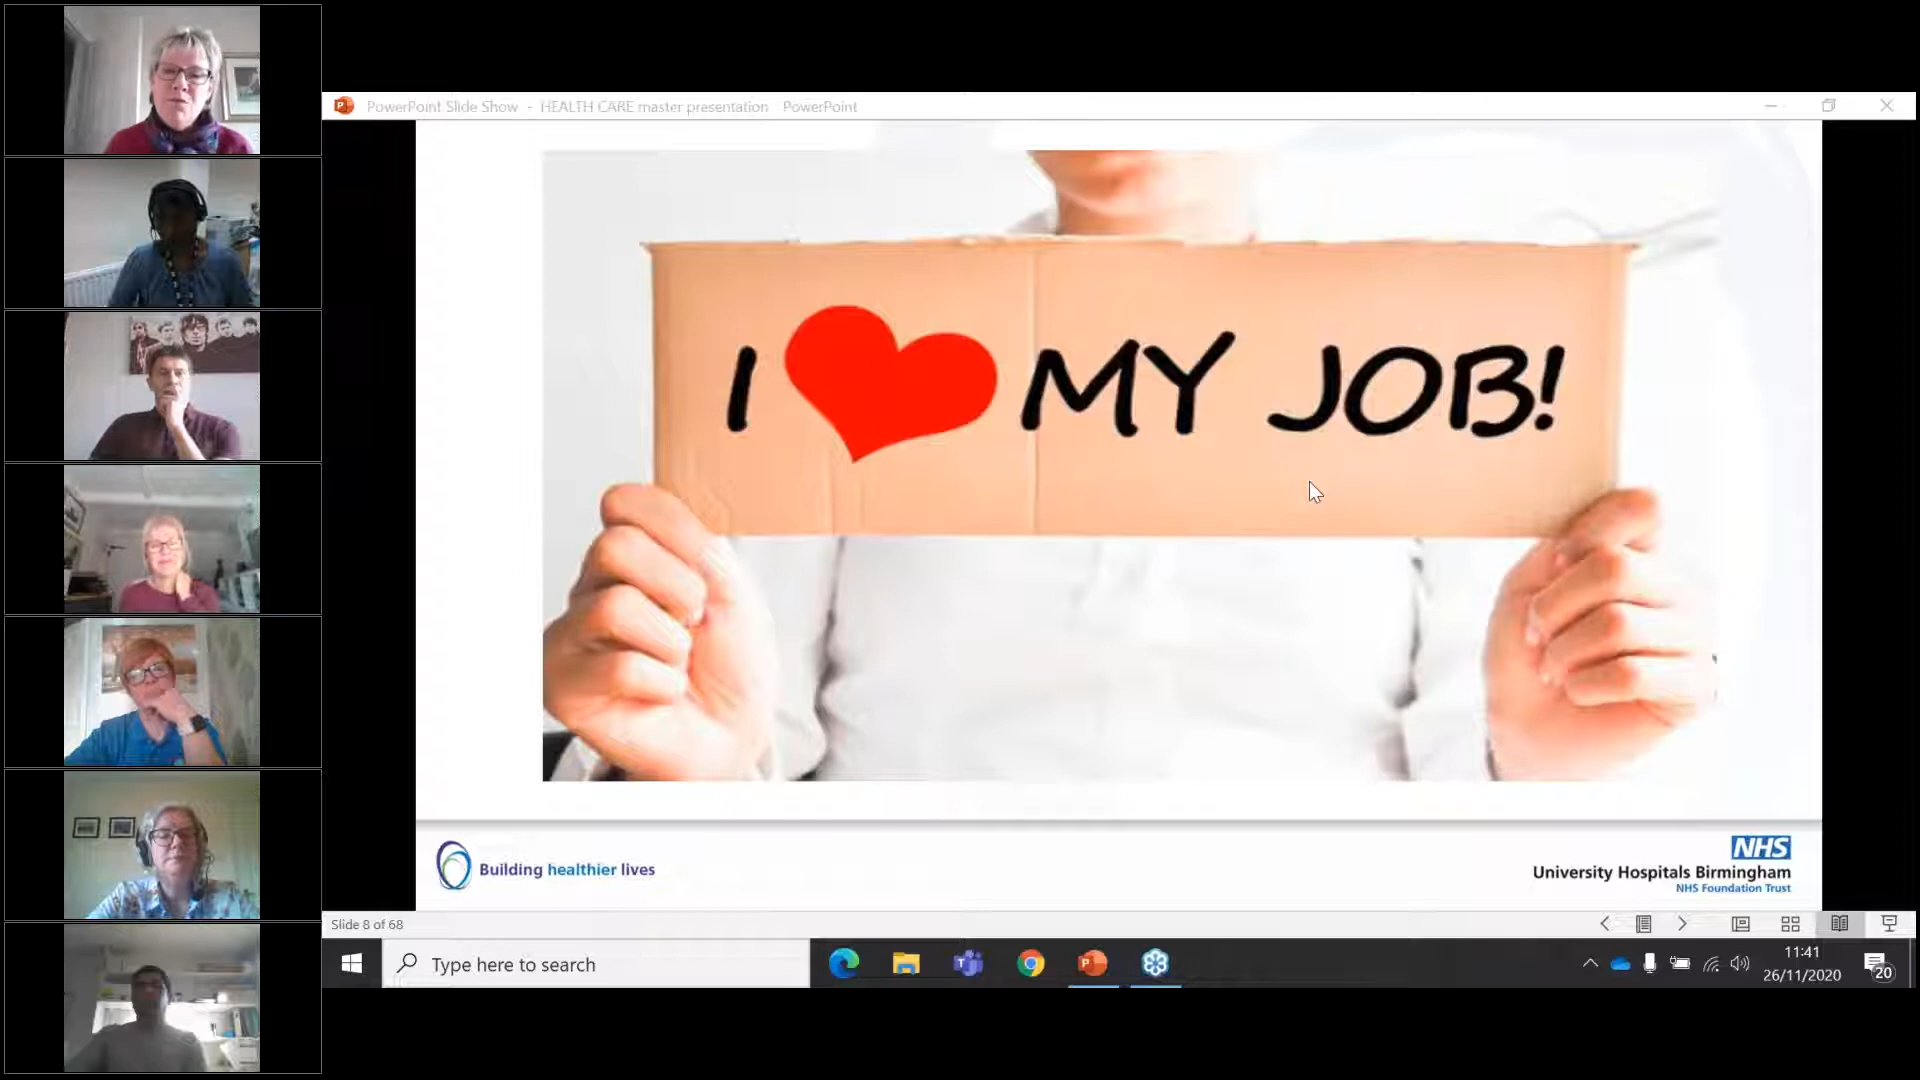 PowerPoint Slide Show - HEALTH CARE master presentation PowerPoint
I MY JOB!
Building healthier lives
NHS
University Hospitals Birmingham
NHS Foundation Trust
Slide 8 of 68
Type here to search
11:41
26/11/2020
20